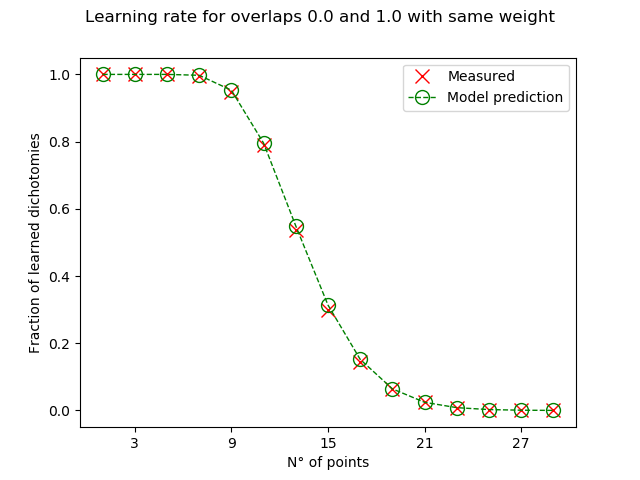 Learning rate for overlaps 0.0 and 1.0 with same weight
Measured
Model prediction
Fraction of learned dichotomies
1.0
0.8
0.6
0.4
0.2
0.0
3 9 15 21 27
N° of points